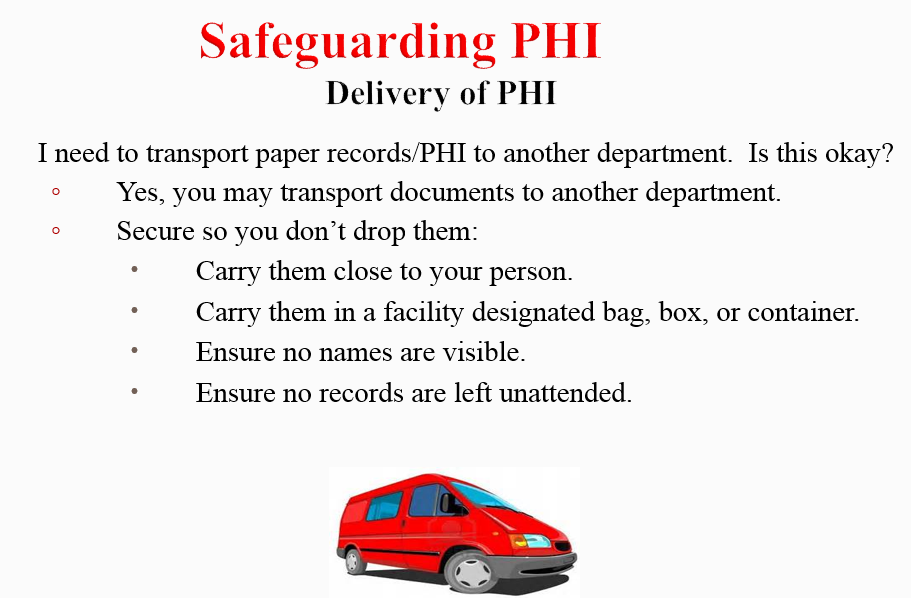 Safeguarding PHI
Delivery of PHI
I need to transport paper records/PHI to another department.  Is this okay?
Yes, you may transport documents to another department.
Secure so you don’t drop them:
Carry them close to your person.
Carry them in a facility designated bag, box, or container.
Ensure no names are visible.
Ensure no records are left unattended.